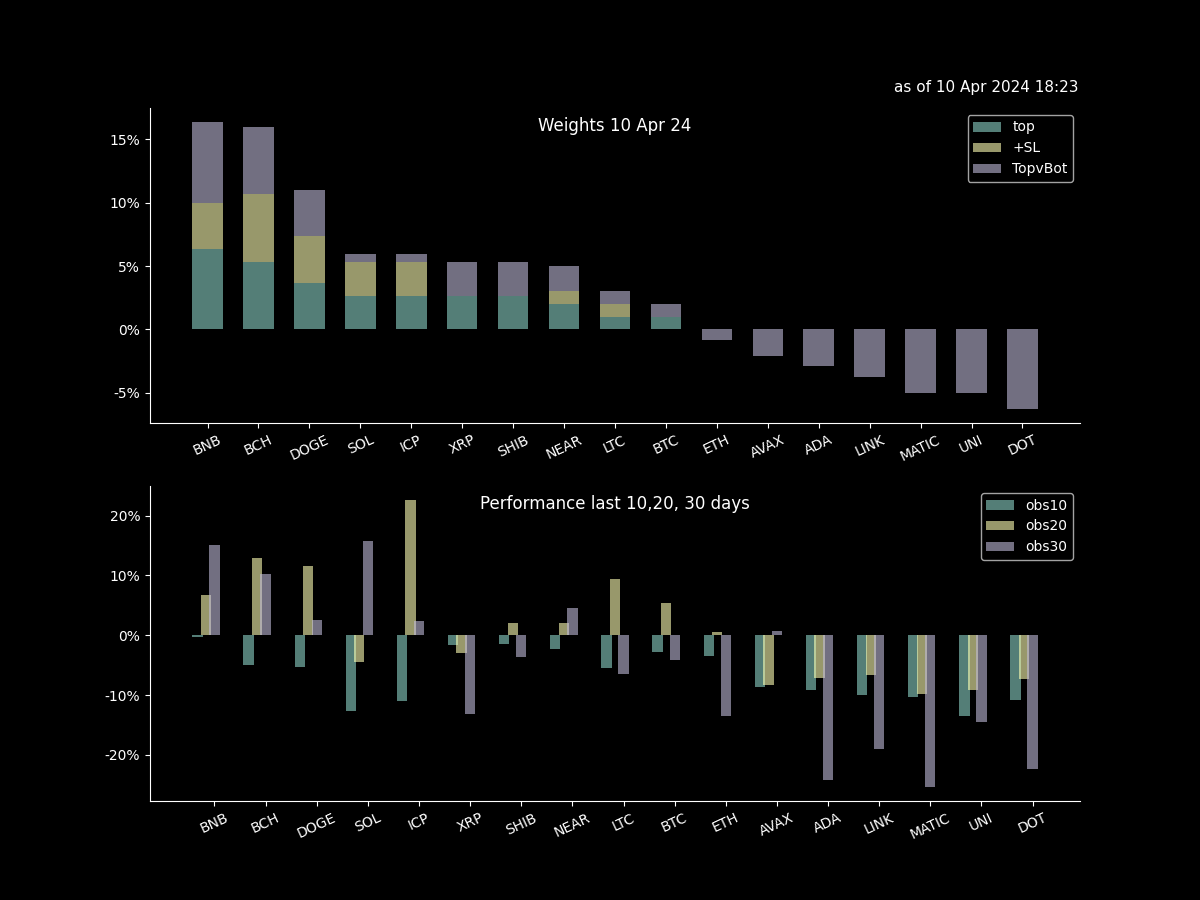 as of 10 Apr 2024 18:23
Weights 10 Apr 24
top
+SL
TopvBot
15%
10%
5%
0%
-5%
BNB BCH DOGE SOL ICP XRP SHIB NEAR LTC BTC ETH AVAX ADA LINK MATIC UNI DOT
Performance last 10,20, 30 days
obs10
obs20
obs30
20%
10%
0%
-10%
-20%
BNB BCH DOGE SOL ICP XRP SHIB NEAR LTC BTC ETH AVAX ADA LINK MATIC UNI DOT